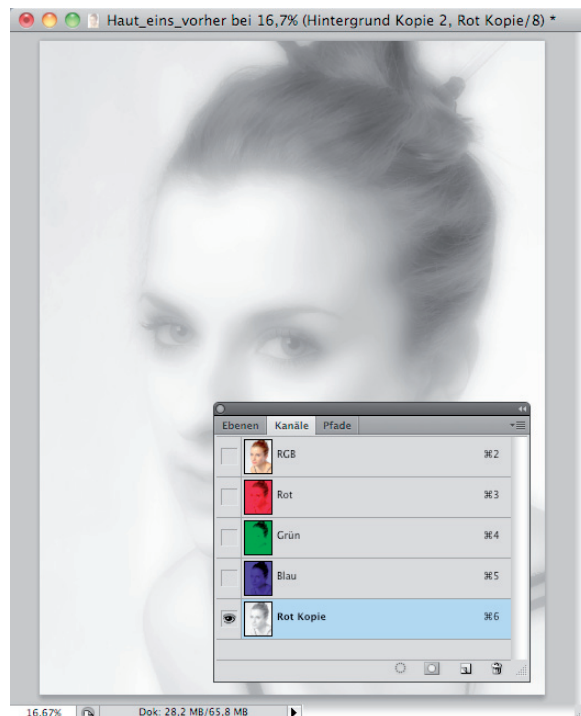 Haut_eins_vorher bei 16,7% (Hintergrund Kopie 2, Rot Kopie/8) *
Ebenen Kanäle Pfade
RGB ⌘2
Rot ⌘3
Grün ⌘4
Blau ⌘5
Rot Kopie ⌘6
16.67% Dok: 28,2 MB/65,8 MB